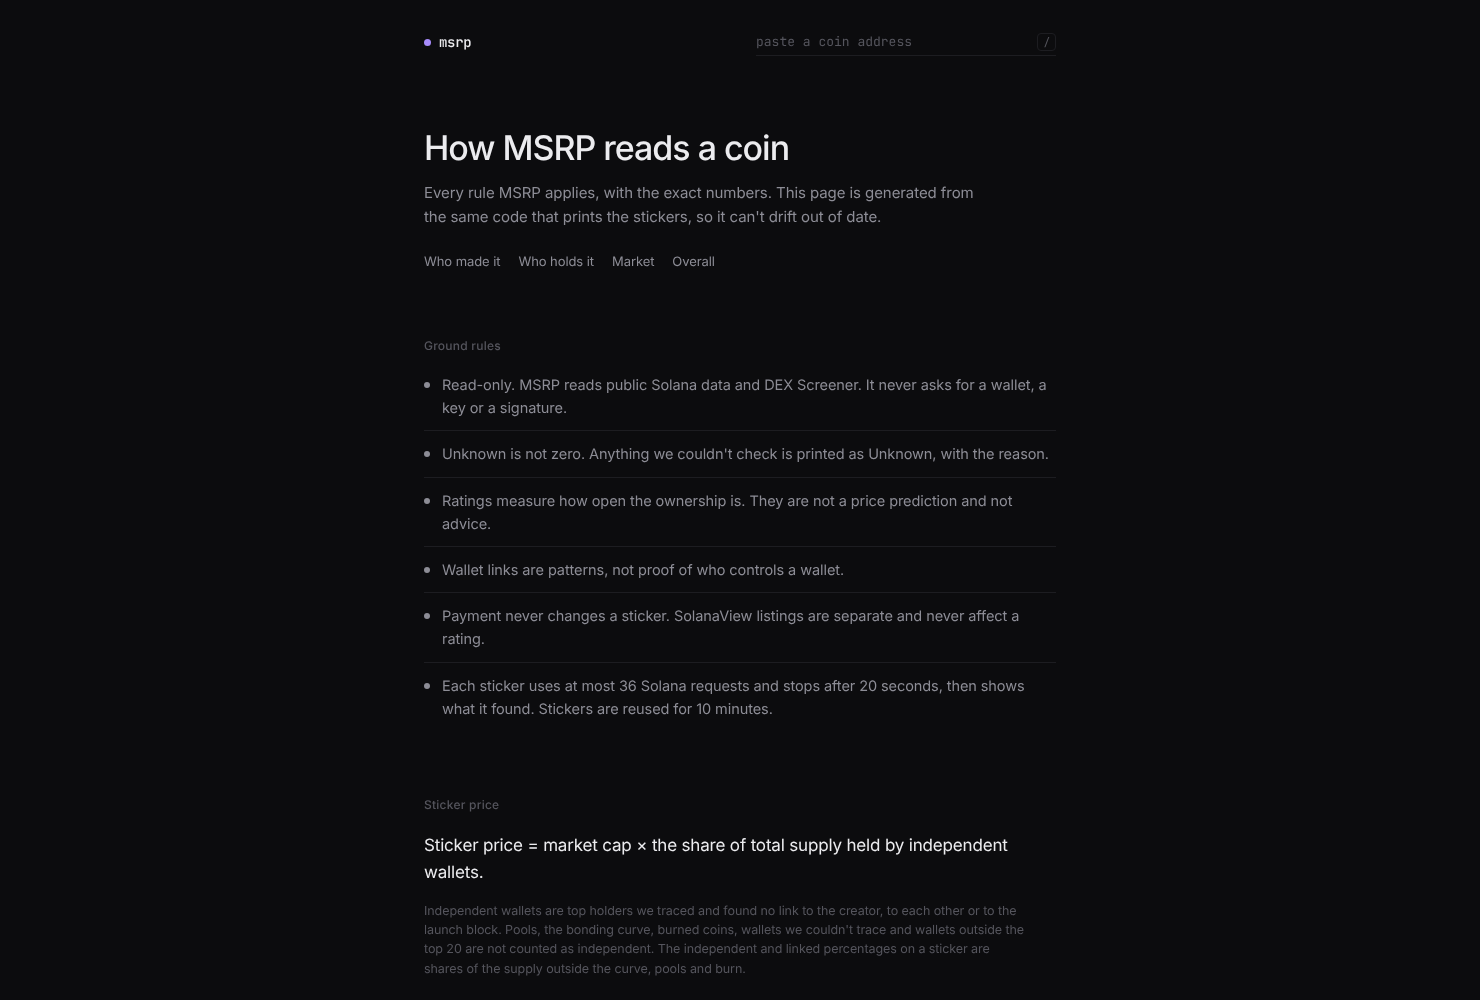 msrp
paste a coin address
/
How MSRP reads a coin
Every rule MSRP applies, with the exact numbers. This page is generated from
the same code that prints the stickers, so it can't drift out of date.
Who made it Who holds it Market Overall
Ground rules
Read-only. MSRP reads public Solana data and DEX Screener. It never asks for a wallet, a
key or a signature.
Unknown is not zero. Anything we couldn't check is printed as Unknown, with the reason.
Ratings measure how open the ownership is. They are not a price prediction and not
advice.
Wallet links are patterns, not proof of who controls a wallet.
Payment never changes a sticker. SolanaView listings are separate and never affect a
rating.
Each sticker uses at most 36 Solana requests and stops after 20 seconds, then shows
what it found. Stickers are reused for 10 minutes.
Sticker price
Sticker price = market cap × the share of total supply held by independent
wallets.
Independent wallets are top holders we traced and found no link to the creator, to each other or to the
launch block. Pools, the bonding curve, burned coins, wallets we couldn't trace and wallets outside the
top 20 are not counted as independent. The independent and linked percentages on a sticker are
shares of the supply outside the curve, pools and burn.